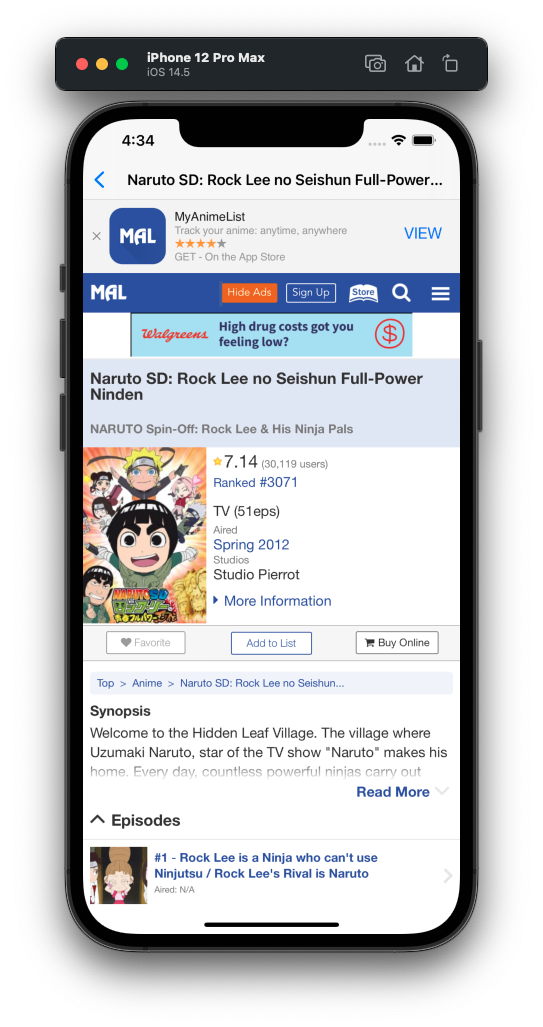 iPhone 12 Pro Max
iOS 14.5
4:34
Naruto SD: Rock Lee no Seishun Full-Power...
MAL
MyAnimeList
Track your anime: anytime, anywhere
GET - On the App Store
VIEW
MAL
Hide Ads
Sign Up
Store
Walgreens
High drug costs got you
feeling low?
$
Naruto SD: Rock Lee no Seishun Full-Power
Ninden
NARUTO Spin-Off: Rock Lee & His Ninja Pals
7.14 (30,119 users)
Ranked #3071
TV (51eps)
Aired
Spring 2012
Studios
Studio Pierrot
More Information
Favorite
Add to List
Buy Online
Top > Anime > Naruto SD: Rock Lee no Seishun...
Synopsis
Welcome to the Hidden Leaf Village. The village where
Uzumaki Naruto, star of the TV show "Naruto" makes his
home. Every day, countless powerful ninjas carry out
Read More
Episodes
#1 - Rock Lee is a Ninja who can't use
Ninjutsu / Rock Lee's Rival is Naruto
Aired: N/A